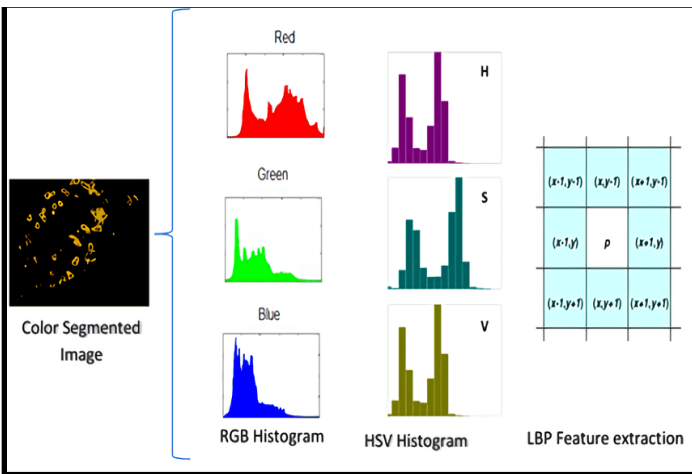 Red
Green
Blue
H
S
V
(x-1,y-1) (x,y-1) (x+1,y-1)
(x-1,y) p (x+1,y)
(x-1,y+1) (x,y+1) (x+1,y+1)
Color Segmented
Image
RGB Histogram
HSV Histogram
LBP Feature extraction